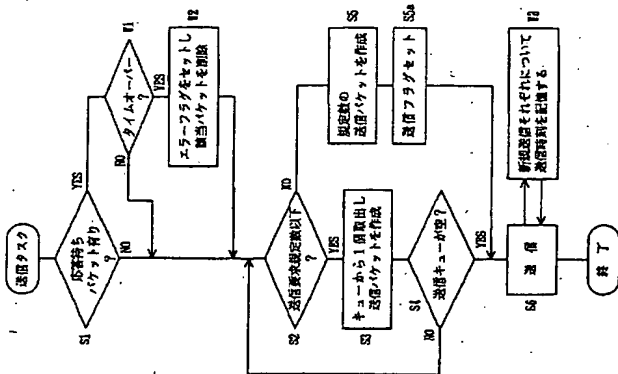 送信タスク
S1
応答待ち
パケット有り
?
YES
NO
W1
タイムオーバー
?
NO
YES
W2
エラーフラグをセットし
該当パケットを削除
S2
送信要求規定数以下
?
NO
YES
S5
規定数の
送信パケットを作成
S5a
送信フラグセット
S3
キューから1個取出し
送信パケットを作成
S4
送信キューが空?
NO
YES
S6
送信
W3
新規送信それぞれについて
送信時刻を記憶する
終了